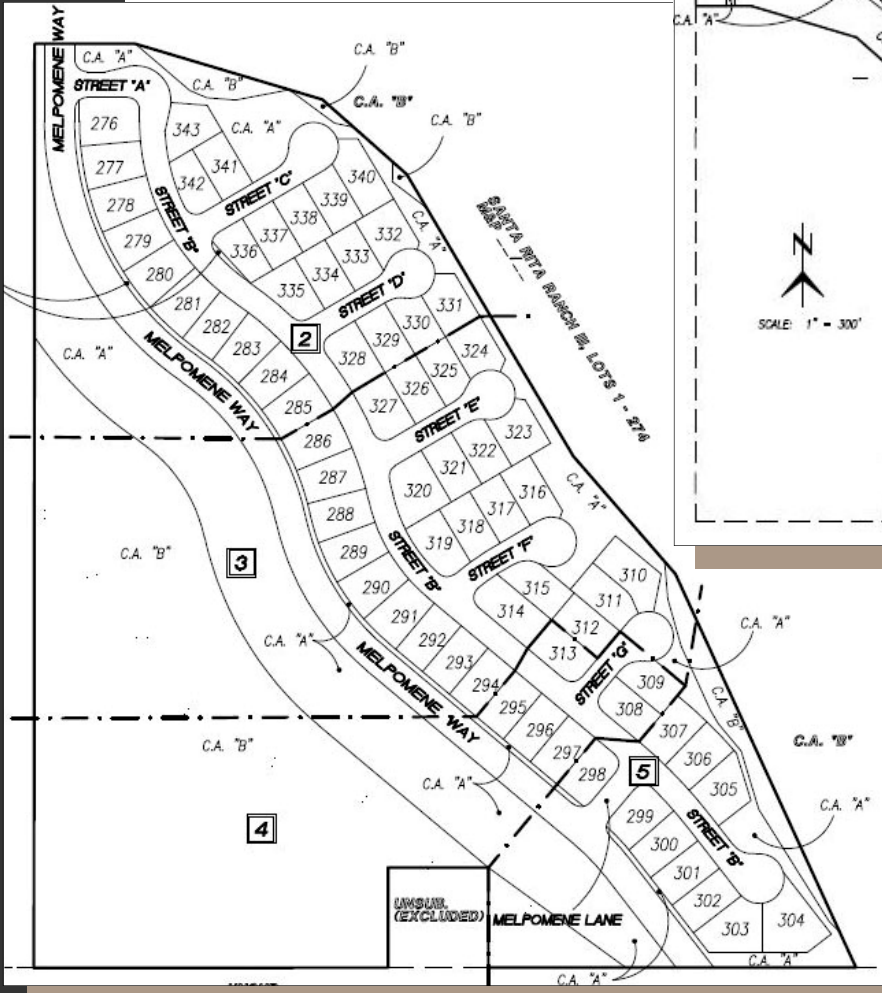 MELPOMENE WAY
C.A. "A"
C.A. "B"
C.A. "B"
C.A. "B"
C.A. "A"
STREET "A"
C.A. "B"
276
343
C.A. "A"
277
342
341
340
278
STREET "B"
STREET "C"
339
338
337
336
279
C.A. "A"
332
333
334
335
SANTA RITA RANCH III, LOTS 1 - 274
M&P __/__
N
SCALE: 1" = 300'
280
281
282
283
2
STREET "D"
331
330
329
328
C.A. "A"
MELPOMENE WAY
284
285
324
325
326
327
STREET "E"
286
287
288
289
323
322
321
320
316
317
318
319
C.A. "A"
STREET "B"
STREET "F"
C.A. "B"
3
290
291
292
293
294
315
314
310
311
312
313
C.A. "A"
MELPOMENE WAY
STREET "G"
C.A. "A"
309
308
C.A. "B"
295
296
297
298
307
306
305
C.A. "B"
C.A. "B"
5
C.A. "A"
C.A. "A"
4
299
300
301
302
303
304
STREET "B"
UNSUB.
(EXCLUDED)
MELPOMENE LANE
C.A. "A"
C.A. "A"